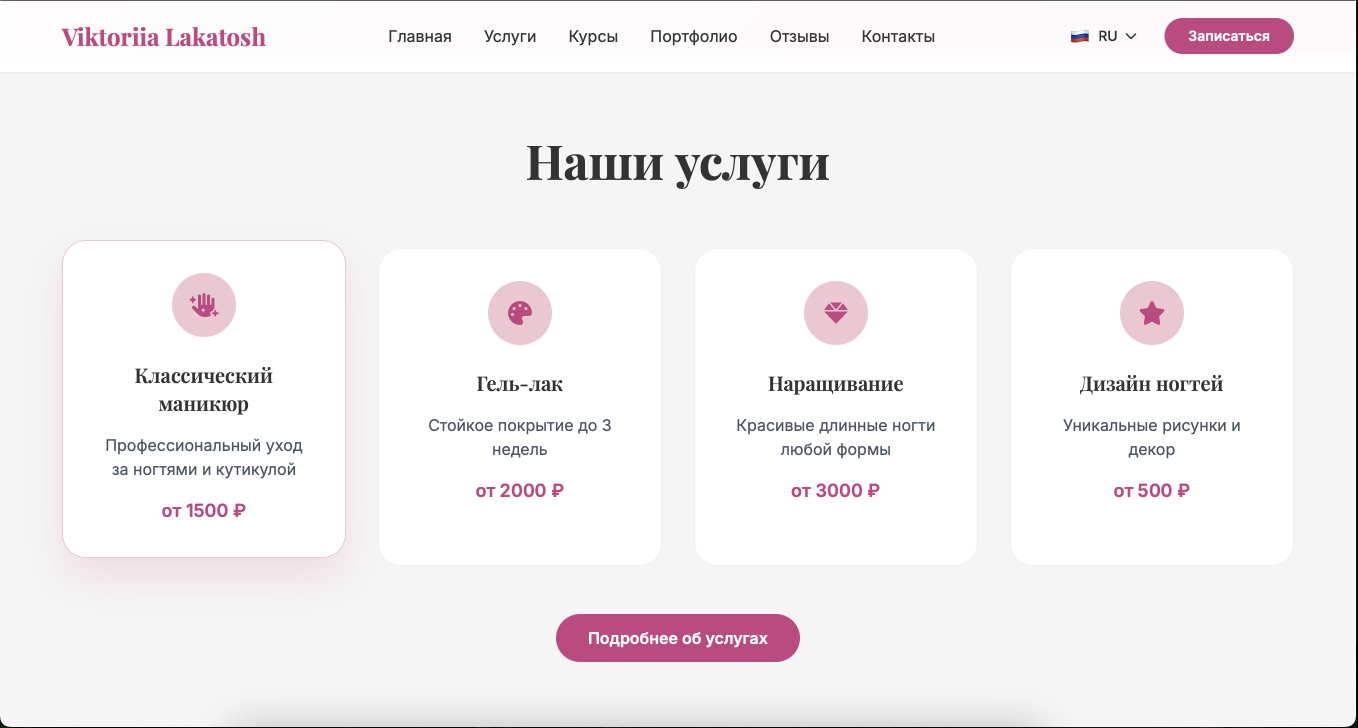 Viktoriia Lakatosh
Главная
Услуги
Курсы
Портфолио
Отзывы
Контакты
RU
Записаться
Наши услуги
Классический
маникюр
Профессиональный уход
за ногтями и кутикулой
от 1500 ₽
Гель-лак
Стойкое покрытие до 3
недель
от 2000 ₽
Наращивание
Красивые длинные ногти
любой формы
от 3000 ₽
Дизайн ногтей
Уникальные рисунки и
декор
от 500 ₽
Подробнее об услугах